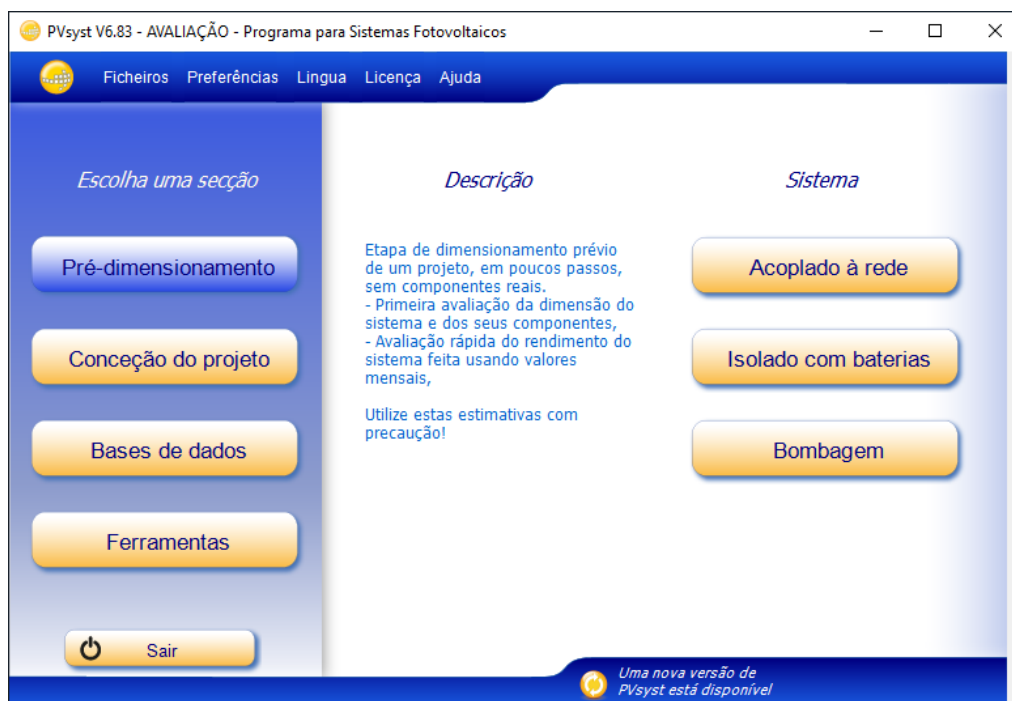 PVsyst V6.83 - AVALIAÇÃO - Programa para Sistemas Fotovoltaicos
Ficheiros Preferências Lingua Licença Ajuda
Escolha uma secção
Pré-dimensionamento
Conceção do projeto
Bases de dados
Ferramentas
Sair
Descrição
Etapa de dimensionamento prévio
de um projeto, em poucos passos,
sem componentes reais.
- Primeira avaliação da dimensão do
sistema e dos seus componentes,
- Avaliação rápida do rendimento do
sistema feita usando valores
mensais,
Utilize estas estimativas com
precaução!
Sistema
Acoplado à rede
Isolado com baterias
Bombagem
Uma nova versão de
PVsyst está disponível